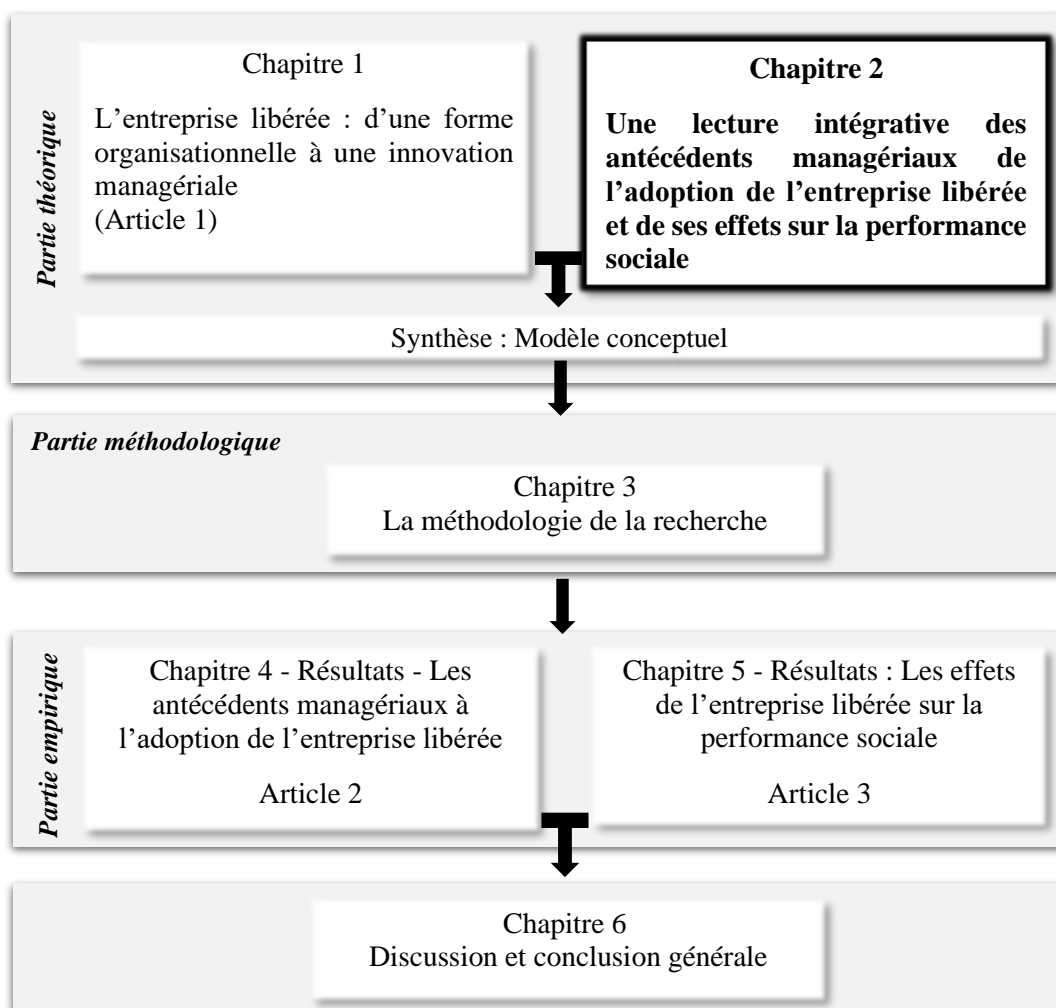 Partie théorique
Chapitre 1
L’entreprise libérée : d’une forme
organisationnelle à une innovation
managériale
(Article 1)
Chapitre 2
Une lecture intégrative des
antécédents managériaux de
l’adoption de l’entreprise libérée
et de ses effets sur la performance
sociale
Synthèse : Modèle conceptuel
Partie méthodologique
Chapitre 3
La méthodologie de la recherche
Partie empirique
Chapitre 4 - Résultats - Les
antécédents managériaux à
l’adoption de l’entreprise libérée
Article 2
Chapitre 5 - Résultats : Les effets
de l’entreprise libérée sur la
performance sociale
Article 3
Chapitre 6
Discussion et conclusion générale